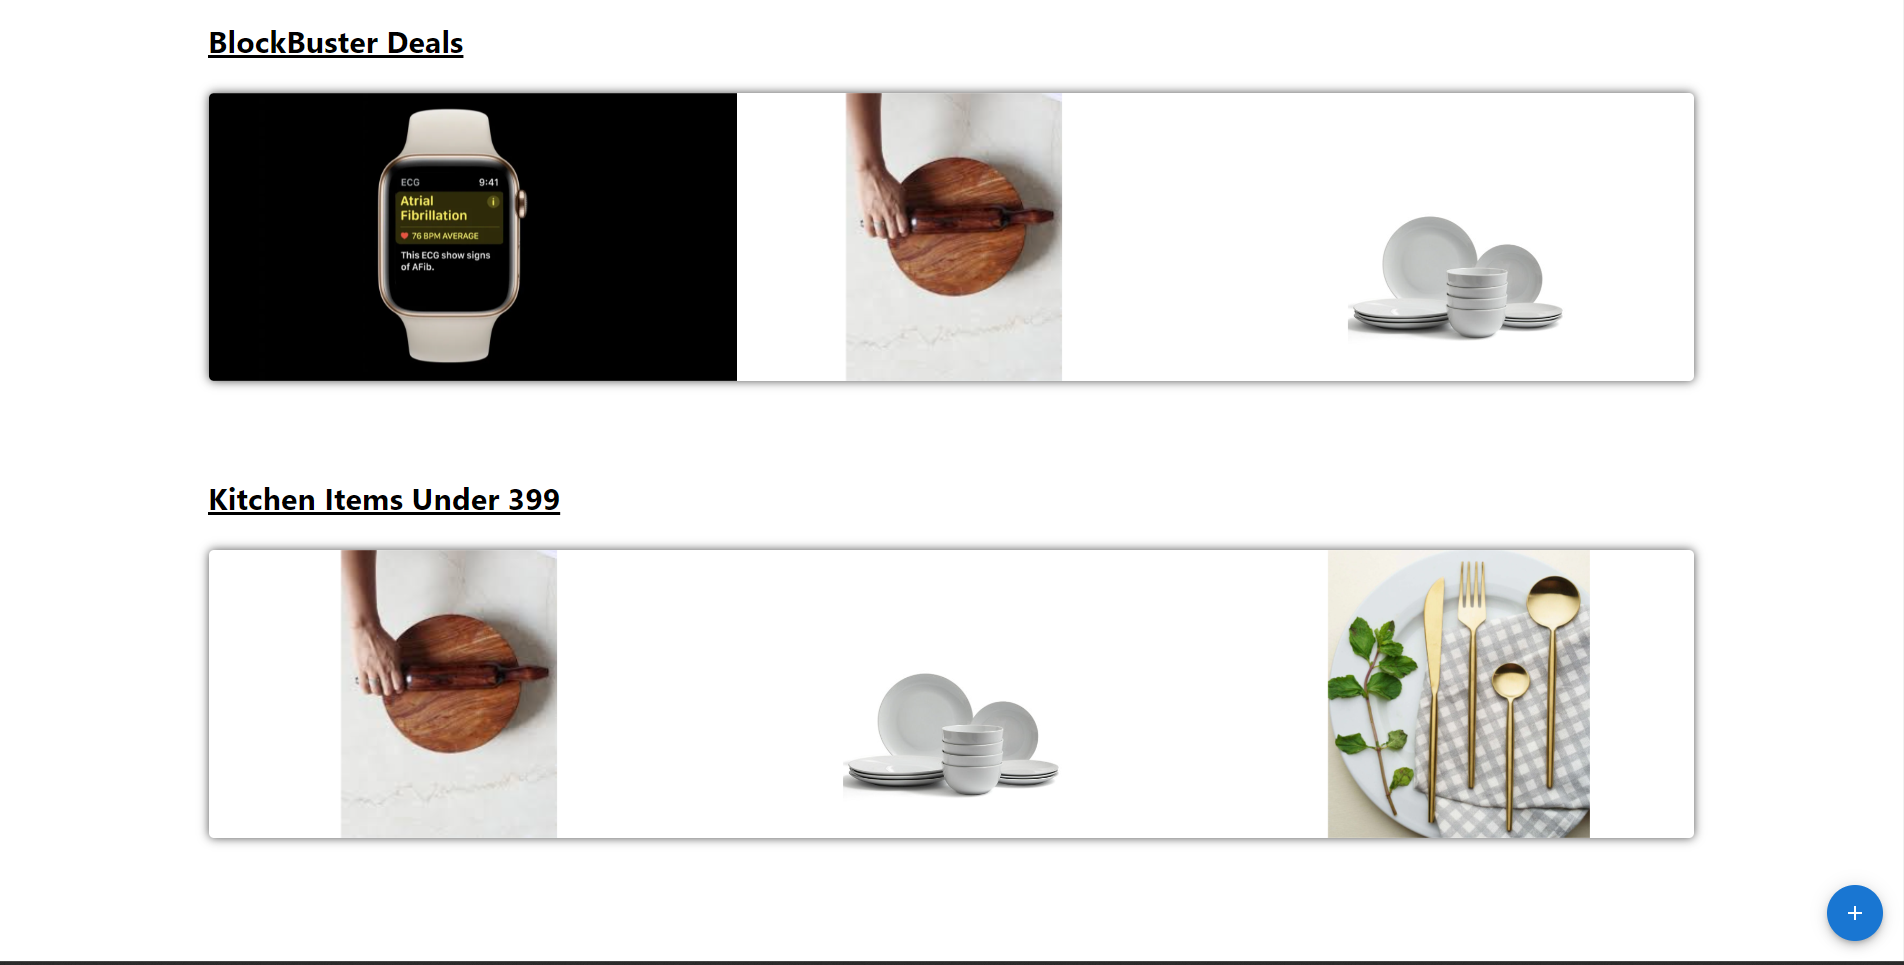 BlockBuster Deals
ECG 9:41
Atrial
Fibrillation
76 BPM AVERAGE
This ECG show signs
of AFib.
Kitchen Items Under 399